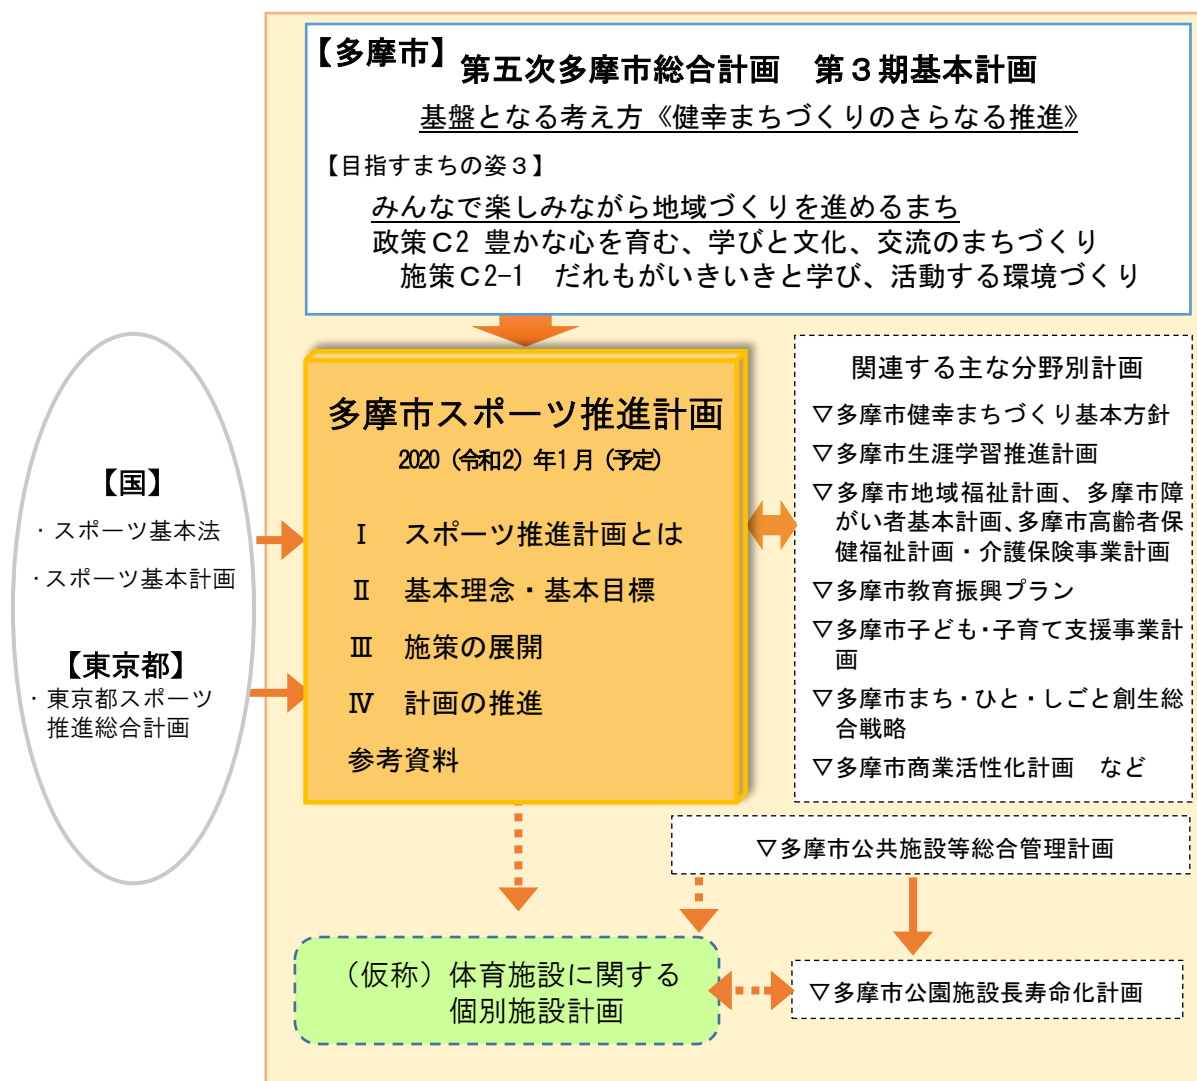 【多摩市】
第五次多摩市総合計画　第３期基本計画
基盤となる考え方《健幸まちづくりのさらなる推進》
【目指すまちの姿３】
みんなで楽しみながら地域づくりを進めるまち
政策Ｃ2 豊かな心を育む、学びと文化、交流のまちづくり
施策Ｃ2-1　だれもがいきいきと学び、活動する環境づくり
【国】
・スポーツ基本法
・スポーツ基本計画
【東京都】
・東京都スポーツ
推進総合計画
多摩市スポーツ推進計画
2020（令和2）年1月（予定）
Ⅰ　スポーツ推進計画とは
Ⅱ　基本理念・基本目標
Ⅲ　施策の展開
Ⅳ　計画の推進
参考資料
関連する主な分野別計画
▽多摩市健幸まちづくり基本方針
▽多摩市生涯学習推進計画
▽多摩市地域福祉計画、多摩市障
がい者基本計画、多摩市高齢者保
健福祉計画・介護保険事業計画
▽多摩市教育振興プラン
▽多摩市子ども・子育て支援事業計
画
▽多摩市まち・ひと・しごと創生総
合戦略
▽多摩市商業活性化計画　など
▽多摩市公共施設等総合管理計画
（仮称）体育施設に関する
個別施設計画
▽多摩市公園施設長寿命化計画